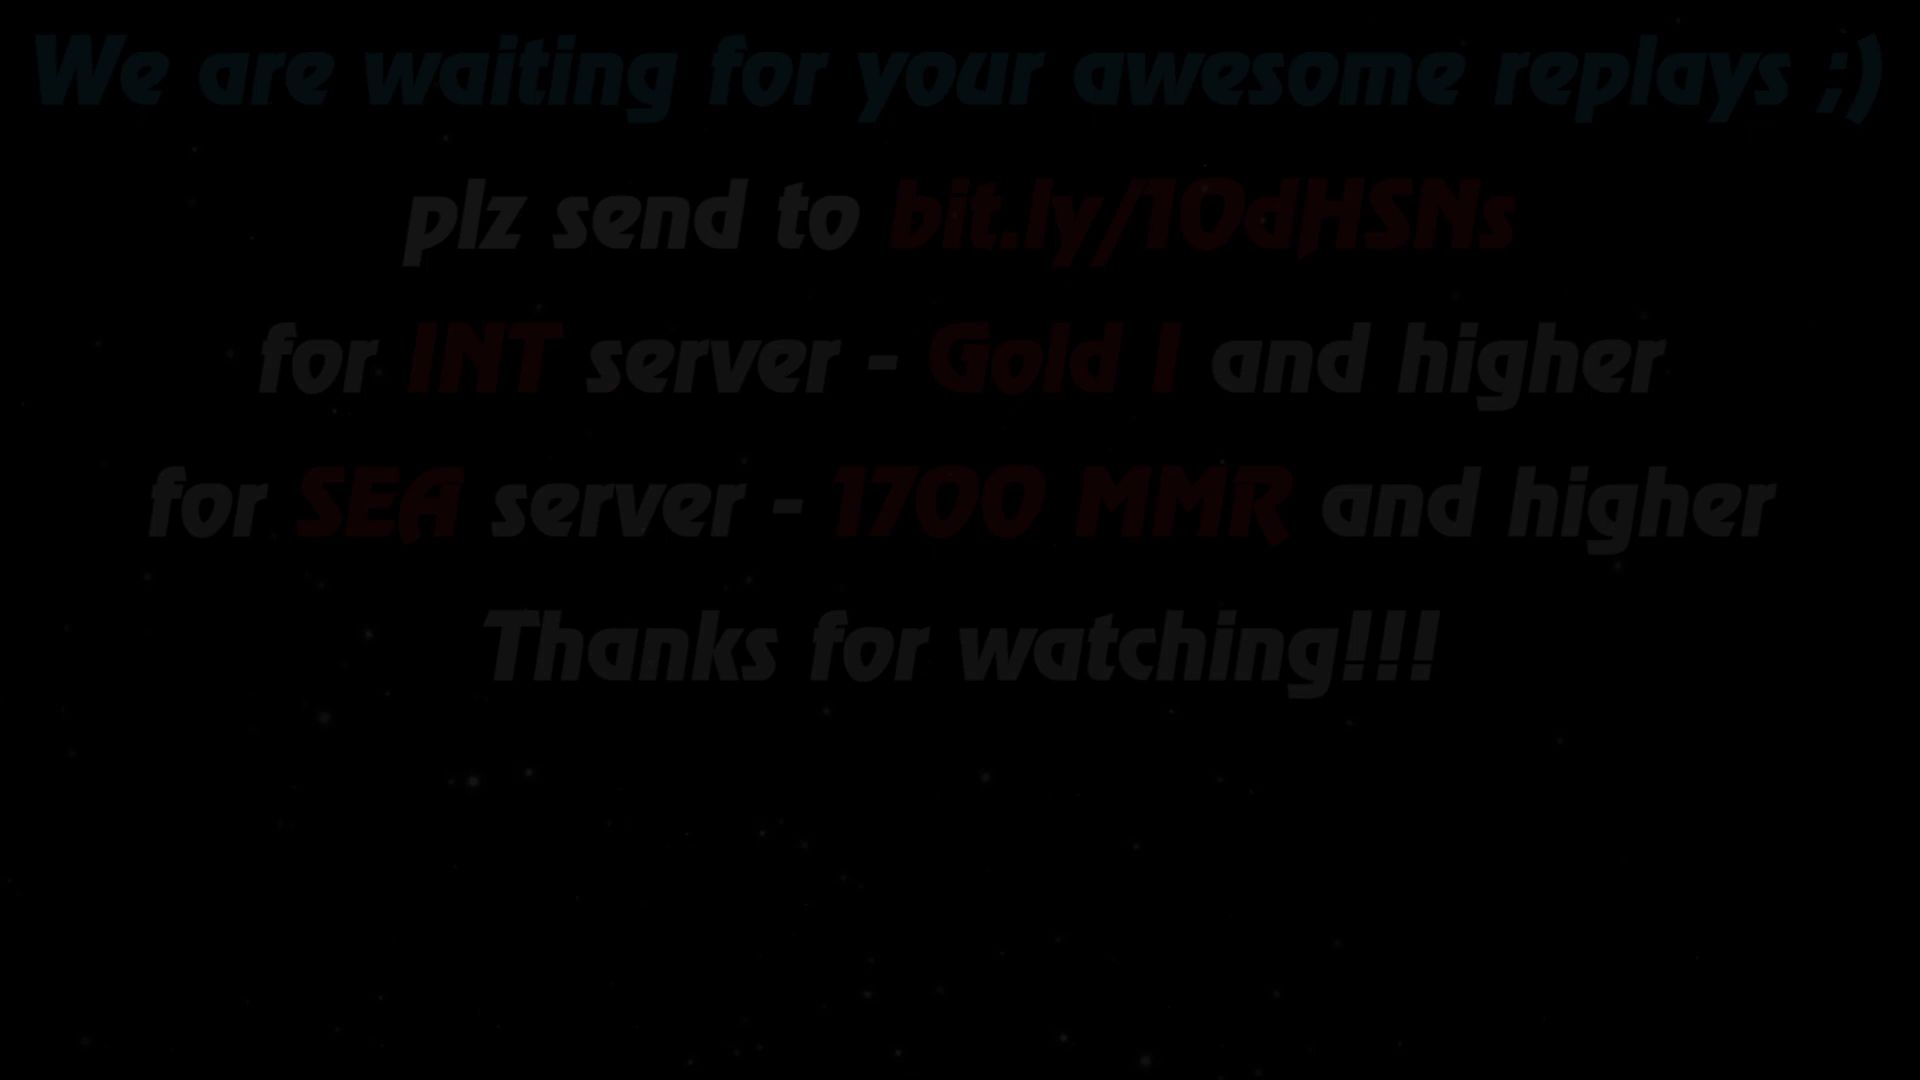 We are waiting for your awesome replays ;)
plz send to bit.ly/10dHSNs
for INT server - Gold I and higher
for SEA server - 1700 MMR and higher
Thanks for watching!!!